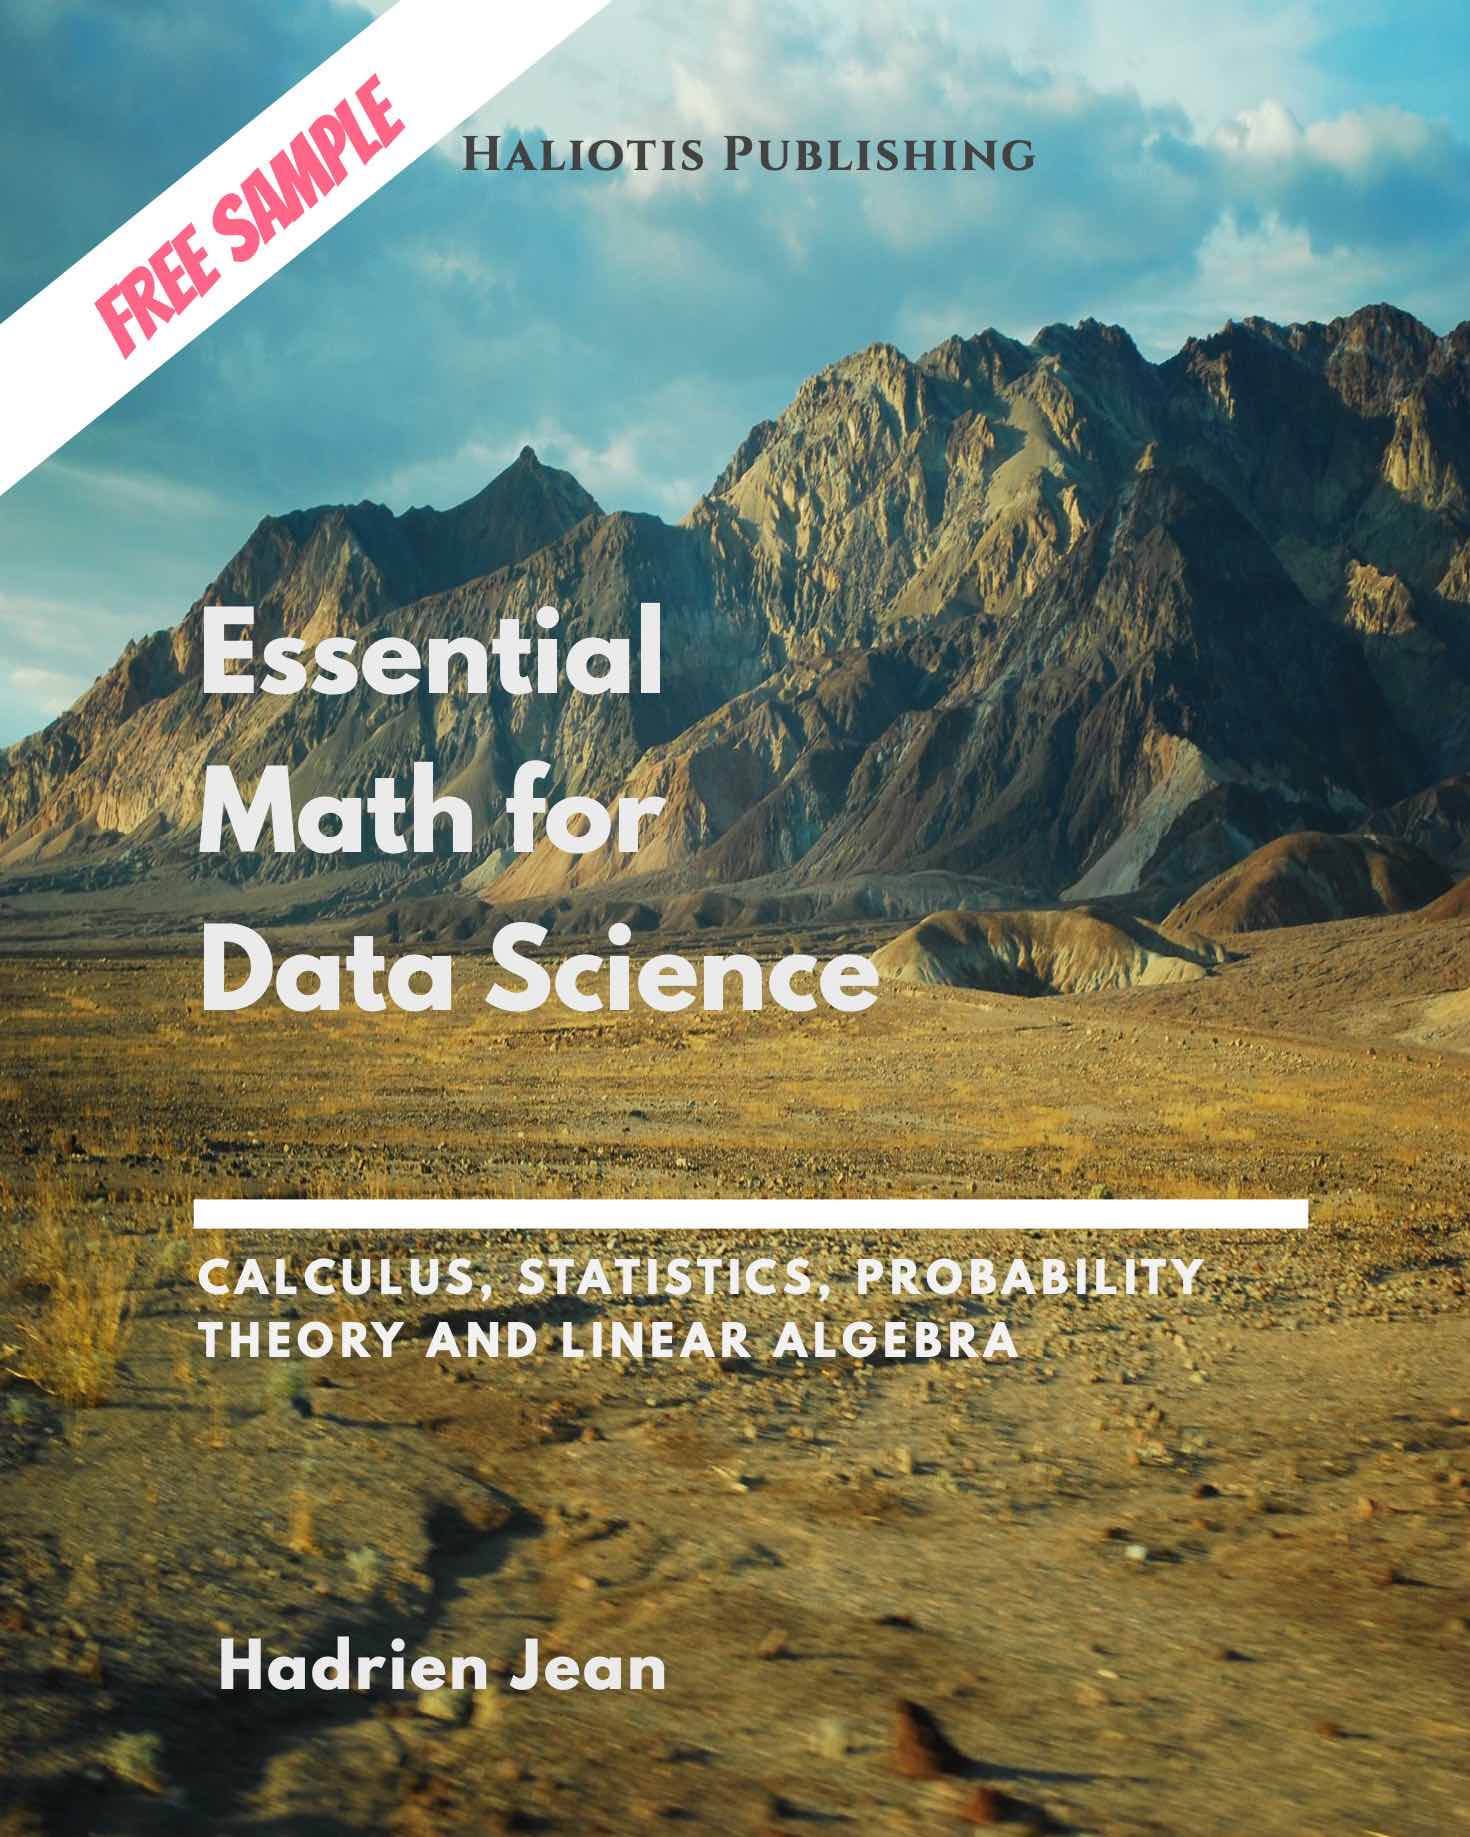 FREE SAMPLE
Haliotis Publishing
Essential
Math for
Data Science
CALCULUS, STATISTICS, PROBABILITY
THEORY AND LINEAR ALGEBRA
Hadrien Jean